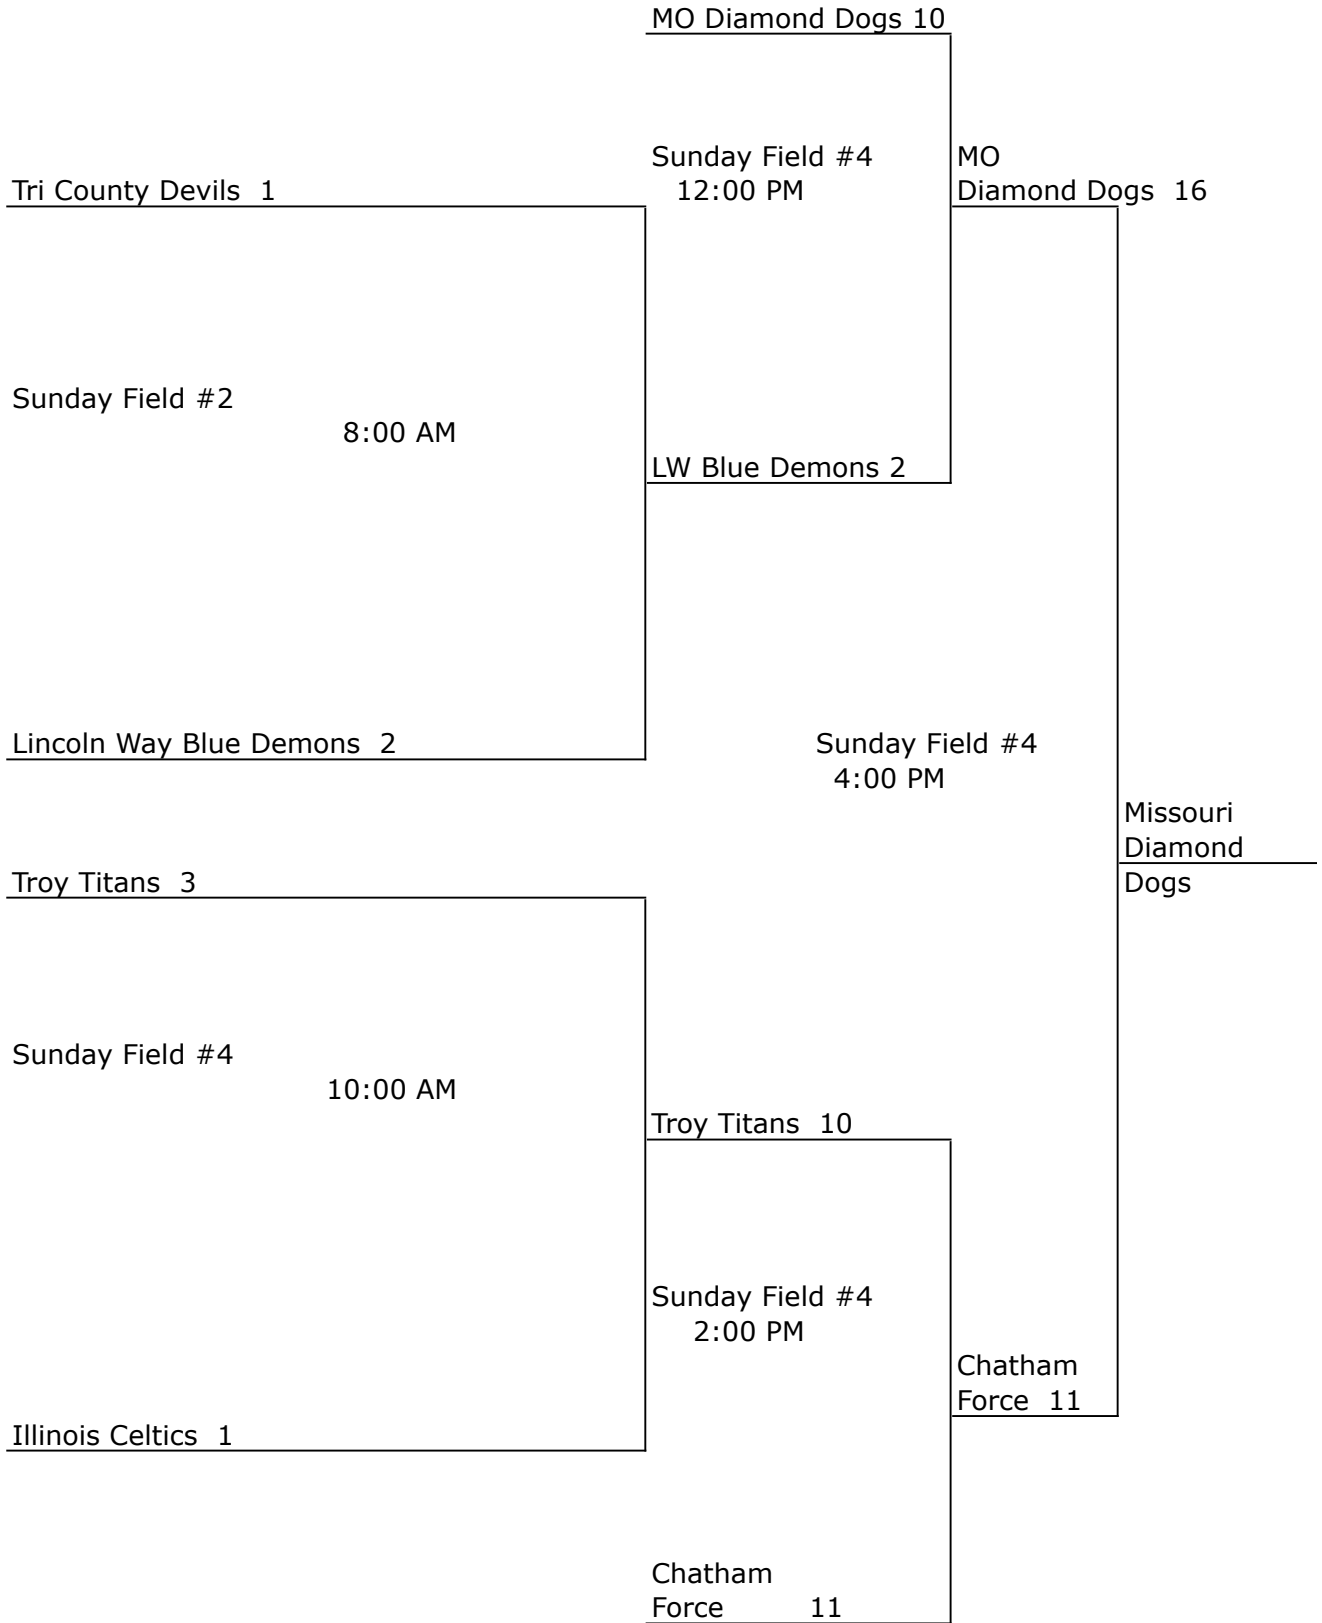 MO Diamond Dogs 10
Sunday Field #4
12:00 PM
MO
Diamond Dogs 16
Tri County Devils 1
Sunday Field #2
8:00 AM
LW Blue Demons 2
Lincoln Way Blue Demons 2
Sunday Field #4
4:00 PM
Missouri
Diamond
Dogs
Troy Titans 3
Sunday Field #4
10:00 AM
Troy Titans 10
Sunday Field #4
2:00 PM
Chatham
Force 11
Illinois Celtics 1
Chatham
Force 11